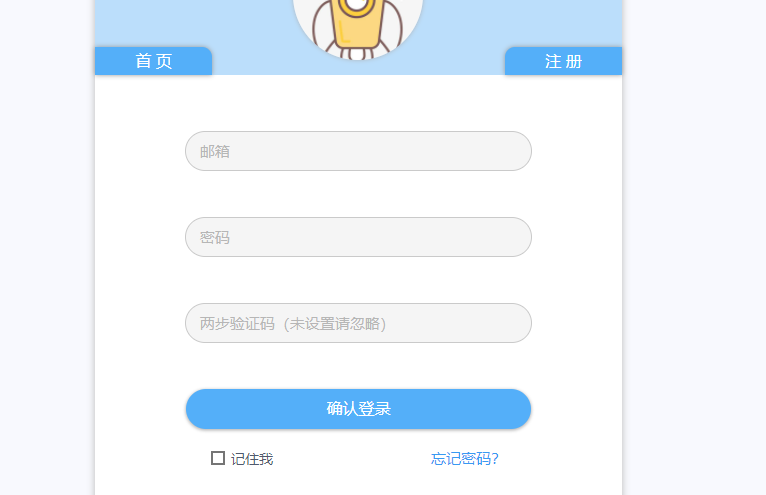 首页
注册
邮箱
密码
两步验证码（未设置请忽略）
确认登录
记住我
忘记密码？